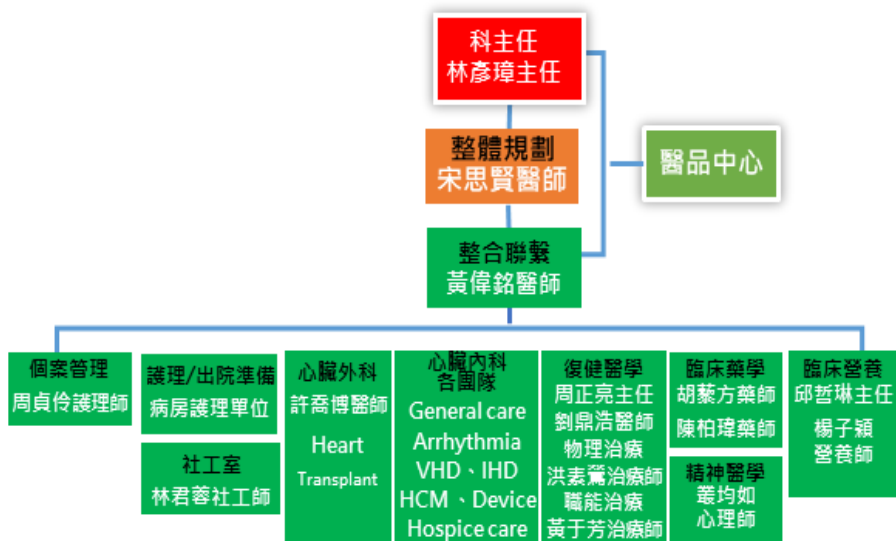 科主任
林彥璋主任
整體規劃
宋思賢醫師
醫品中心
整合聯繫
黃偉銘醫師
個案管理
周貞伶護理師
護理/出院準備
病房護理單位
社工室
林君蓉社工師
心臟外科
許喬博醫師
Heart
Transplant
心臟內科
各團隊
General care
Arrhythmia
VHD、IHD
HCM、Device
Hospice care
復健醫學
周正亮主任
劉鼎浩醫師
物理治療
洪素鶯治療師
職能治療
黃于芳治療師
臨床藥學
胡藜方藥師
陳柏瑋藥師
精神醫學
叢均如
心理師
臨床營養
邱哲琳主任
楊子穎
營養師